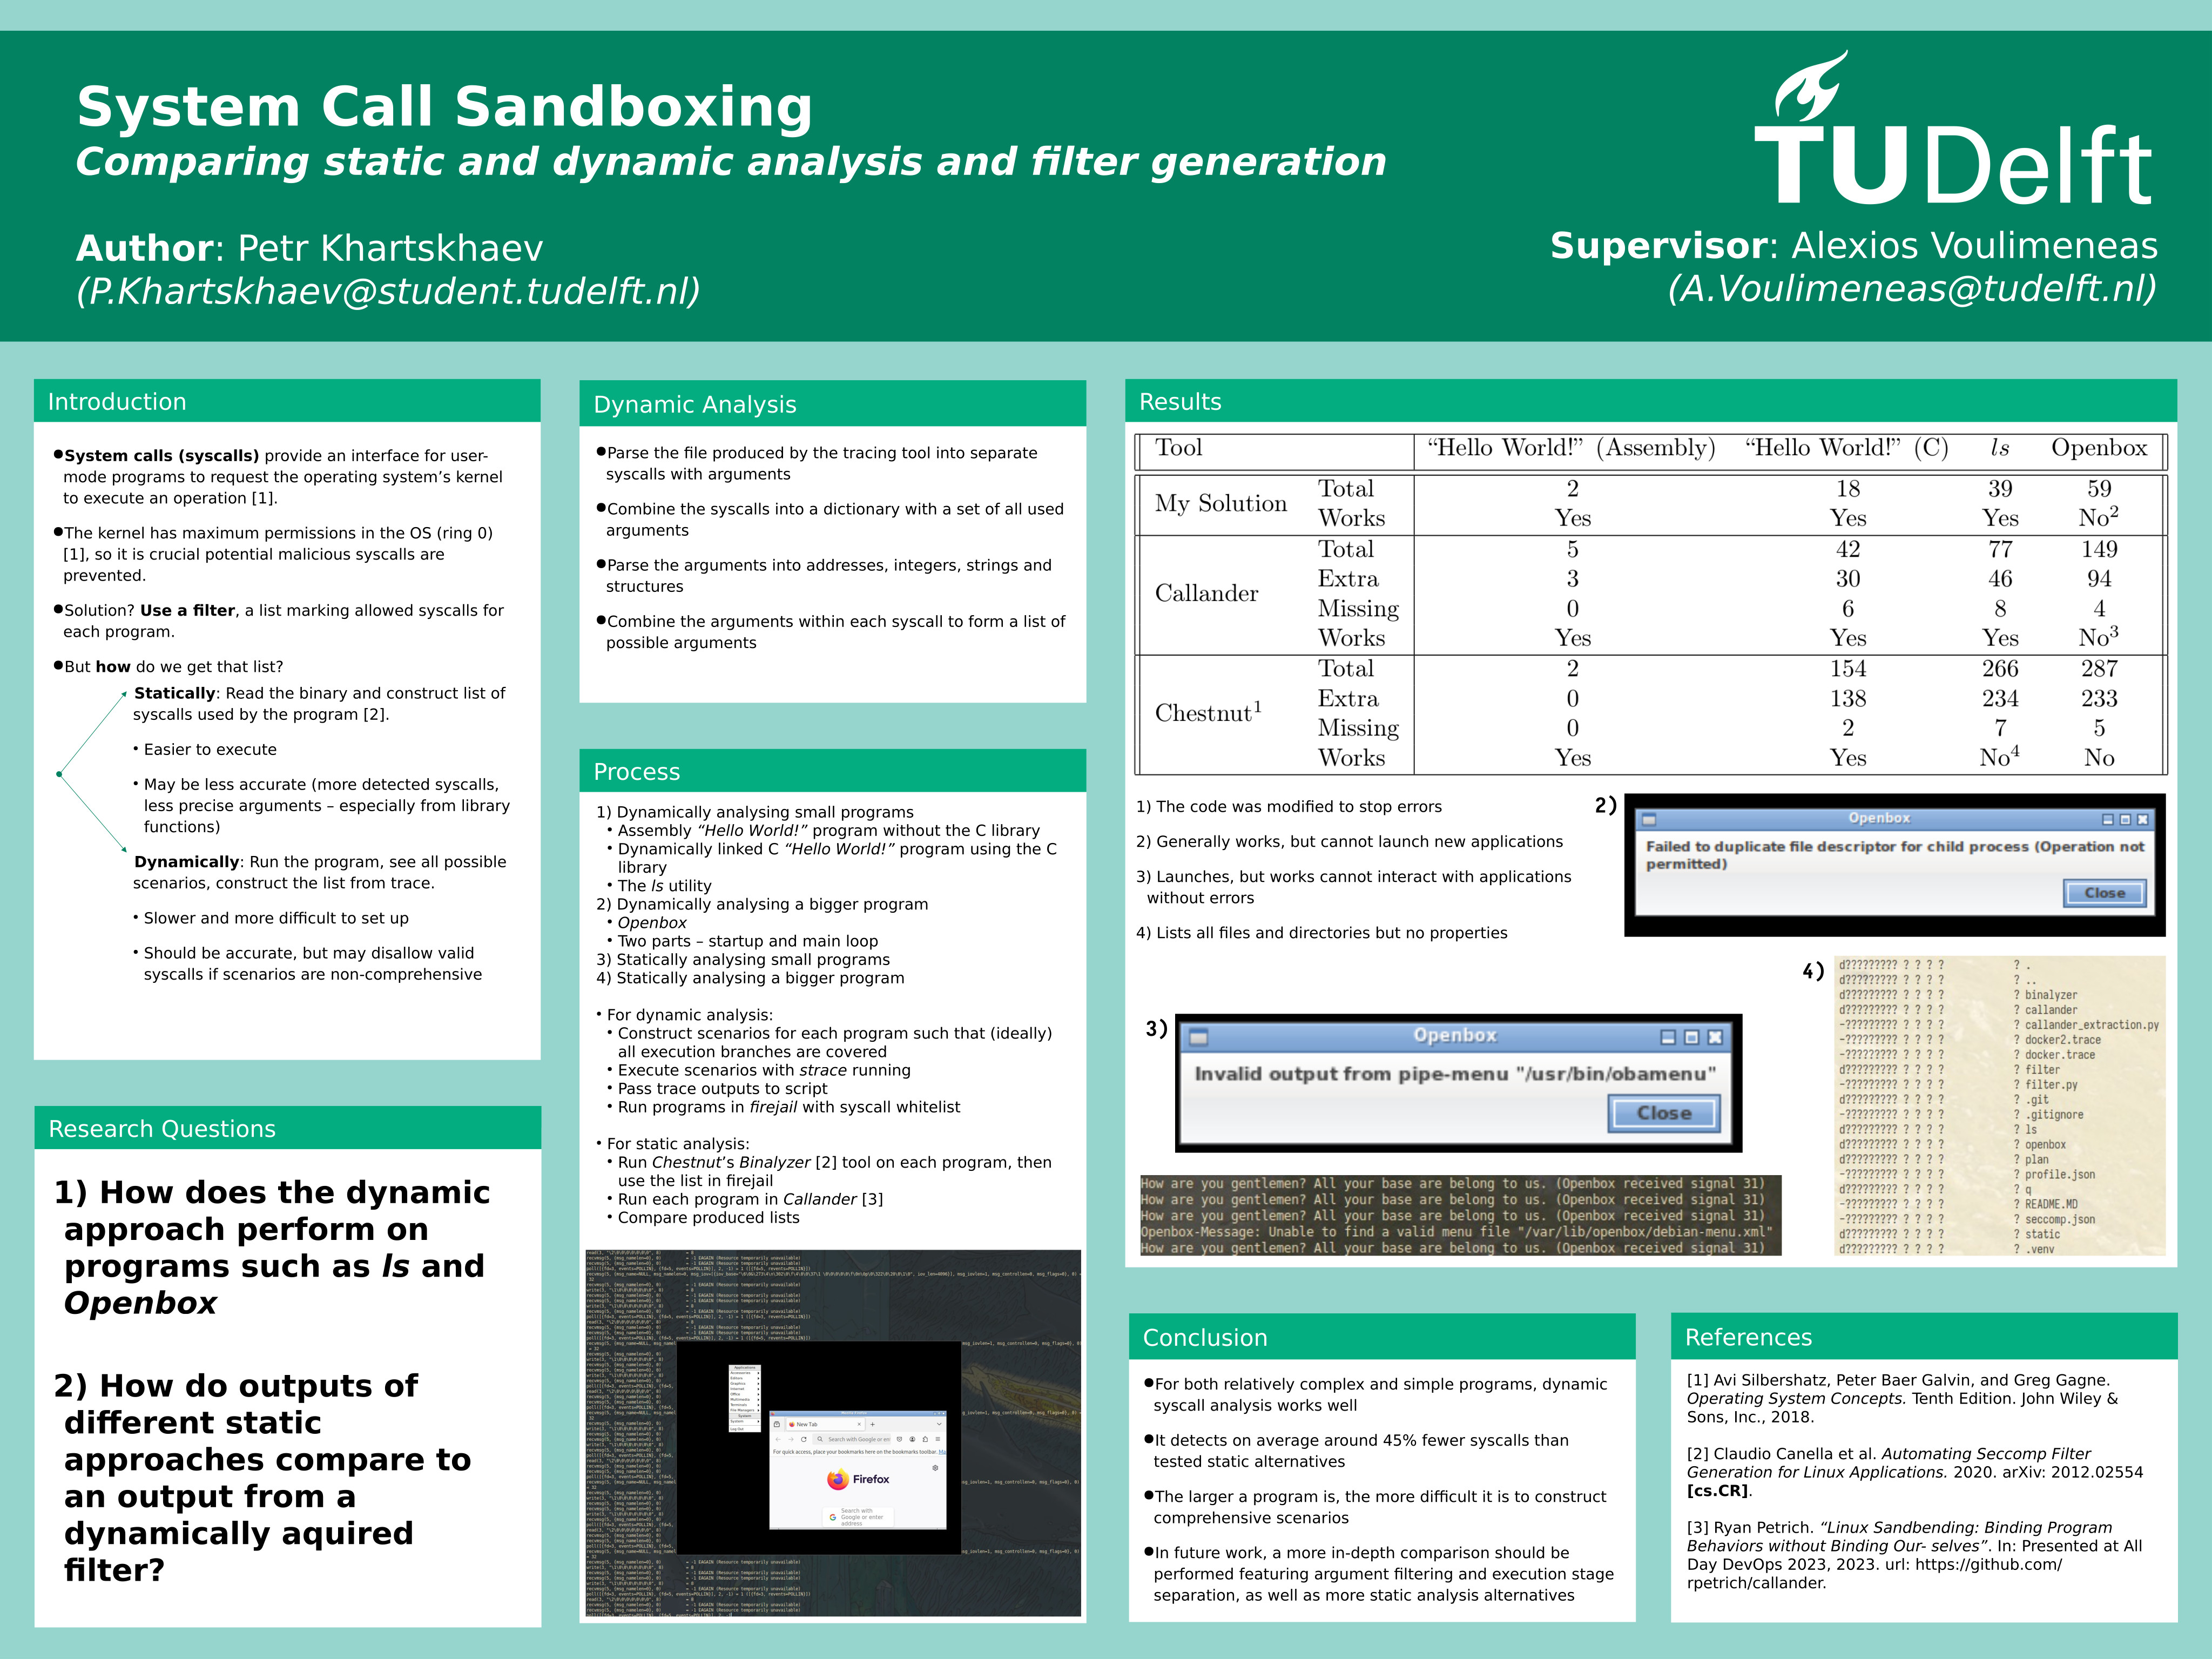 System Call Sandboxing
Comparing static and dynamic analysis and filter generation
Author: Petr Khartskhaev
(P.Khartskhaev@student.tudelft.nl)
TUDelft
Supervisor: Alexios Voulimeneas
(A.Voulimeneas@tudelft.nl)
Introduction
●System calls (syscalls) provide an interface for user-
mode programs to request the operating system's kernel
to execute an operation [1].
●The kernel has maximum permissions in the OS (ring 0)
[1], so it is crucial potential malicious syscalls are
prevented.
●Solution? Use a filter, a list marking allowed syscalls for
each program.
●But how do we get that list?
Statically: Read the binary and construct list of
syscalls used by the program [2].
• Easier to execute
• May be less accurate (more detected syscalls,
less precise arguments – especially from library
functions)
Dynamically: Run the program, see all possible
scenarios, construct the list from trace.
• Slower and more difficult to set up
• Should be accurate, but may disallow valid
syscalls if scenarios are non-comprehensive
Research Questions
1) How does the dynamic
approach perform on
programs such as ls and
Openbox
2) How do outputs of
different static
approaches compare to
an output from a
dynamically aquired
filter?
Dynamic Analysis
●Parse the file produced by the tracing tool into separate
syscalls with arguments
●Combine the syscalls into a dictionary with a set of all used
arguments
●Parse the arguments into addresses, integers, strings and
structures
●Combine the arguments within each syscall to form a list of
possible arguments
Process
1) Dynamically analysing small programs
• Assembly “Hello World!” program without the C library
• Dynamically linked C “Hello World!” program using the C
library
• The ls utility
2) Dynamically analysing a bigger program
• Openbox
• Two parts – startup and main loop
3) Statically analysing small programs
4) Statically analysing a bigger program
• For dynamic analysis:
• Construct scenarios for each program such that (ideally)
all execution branches are covered
• Execute scenarios with strace running
• Pass trace outputs to script
• Run programs in firejail with syscall whitelist
• For static analysis:
• Run Chestnut's Binalyzer [2] tool on each program, then
use the list in firejail
• Run each program in Callander [3]
• Compare produced lists
New Tab
Search with Google or en
For quick access, place your bookmarks here on the bookmarks toolbar.
Firefox
Search with
Google or enter
address
Results
Tool “Hello World!” (Assembly) “Hello World!” (C) ls Openbox
My Solution Total 2 18 39 59
Works Yes Yes Yes No2
Callander Total 5 42 77 149
Extra 3 30 46 94
Missing 0 6 8 4
Works Yes Yes Yes No3
Chestnut1 Total 2 154 266 287
Extra 0 138 234 233
Missing 0 2 7 5
Works Yes Yes No4 No
1) The code was modified to stop errors
2) Generally works, but cannot launch new applications
3) Launches, but works cannot interact with applications
without errors
4) Lists all files and directories but no properties
2)
Openbox
Failed to duplicate file descriptor for child process (Operation not
permitted)
Close
3)
Openbox
Invalid output from pipe-menu "/usr/bin/obamenu"
Close
How are you gentlemen? All your base are belong to us. (Openbox received signal 31)
How are you gentlemen? All your base are belong to us. (Openbox received signal 31)
How are you gentlemen? All your base are belong to us. (Openbox received signal 31)
Openbox-Message: Unable to find a valid menu file "/var/lib/openbox/debian-menu.xml"
How are you gentlemen? All your base are belong to us. (Openbox received signal 31)
4)
d????????? ? ? ? ? ? .
d????????? ? ? ? ? ? ..
d????????? ? ? ? ? ? binalyzer
d????????? ? ? ? ? ? callander
-????????? ? ? ? ? ? callander_extraction.py
-????????? ? ? ? ? ? docker2.trace
-????????? ? ? ? ? ? docker.trace
d????????? ? ? ? ? ? filter
-????????? ? ? ? ? ? filter.py
d????????? ? ? ? ? ? .git
-????????? ? ? ? ? ? .gitignore
d????????? ? ? ? ? ? ls
d????????? ? ? ? ? ? openbox
d????????? ? ? ? ? ? plan
-????????? ? ? ? ? ? profile.json
d????????? ? ? ? ? ? q
-????????? ? ? ? ? ? README.MD
-????????? ? ? ? ? ? seccomp.json
d????????? ? ? ? ? ? static
d????????? ? ? ? ? ? .venv
Conclusion
●For both relatively complex and simple programs, dynamic
syscall analysis works well
●It detects on average around 45% fewer syscalls than
tested static alternatives
●The larger a program is, the more difficult it is to construct
comprehensive scenarios
●In future work, a more in-depth comparison should be
performed featuring argument filtering and execution stage
separation, as well as more static analysis alternatives
References
[1] Avi Silbershatz, Peter Baer Galvin, and Greg Gagne.
Operating System Concepts. Tenth Edition. John Wiley &
Sons, Inc., 2018.
[2] Claudio Canella et al. Automating Seccomp Filter
Generation for Linux Applications. 2020. arXiv: 2012.02554
[cs.CR].
[3] Ryan Petrich. “Linux Sandbending: Binding Program
Behaviors without Binding Our- selves”. In: Presented at All
Day DevOps 2023, 2023. url: https://github.com/
rpetrich/callander.